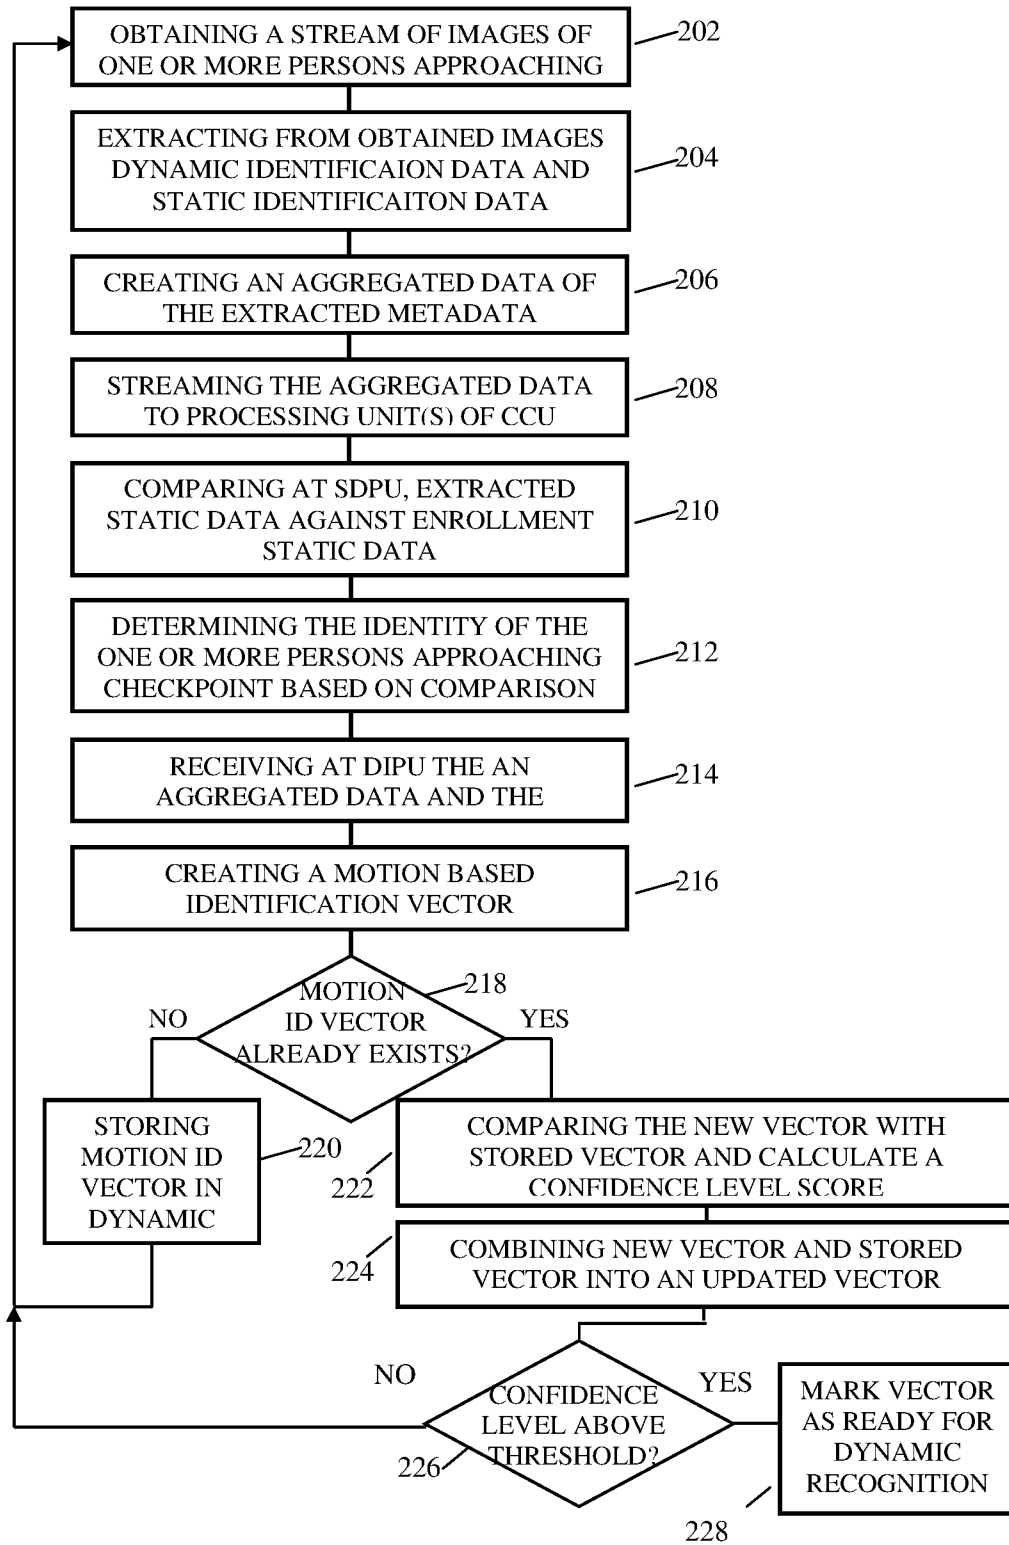 OBTAINING A STREAM OF IMAGES OF
ONE OR MORE PERSONS APPROACHING
202
EXTRACTING FROM OBTAINED IMAGES
DYNAMIC IDENTIFICAION DATA AND
STATIC IDENTIFICAITON DATA
204
CREATING AN AGGREGATED DATA OF
THE EXTRACTED METADATA
206
STREAMING THE AGGREGATED DATA
TO PROCESSING UNIT(S) OF CCU
208
COMPARING AT SDPU, EXTRACTED
STATIC DATA AGAINST ENROLLMENT
STATIC DATA
210
DETERMINING THE IDENTITY OF THE
ONE OR MORE PERSONS APPROACHING
CHECKPOINT BASED ON COMPARISON
212
RECEIVING AT DIPU THE AN
AGGREGATED DATA AND THE
214
CREATING A MOTION BASED
IDENTIFICATION VECTOR
216
MOTION
ID VECTOR
ALREADY EXISTS?
218
NO
YES
STORING
MOTION ID
VECTOR IN
DYNAMIC
220
COMPARING THE NEW VECTOR WITH
STORED VECTOR AND CALCULATE A
CONFIDENCE LEVEL SCORE
222
COMBINING NEW VECTOR AND STORED
VECTOR INTO AN UPDATED VECTOR
224
NO
YES
CONFIDENCE
LEVEL ABOVE
THRESHOLD?
226
MARK VECTOR
AS READY FOR
DYNAMIC
RECOGNITION
228